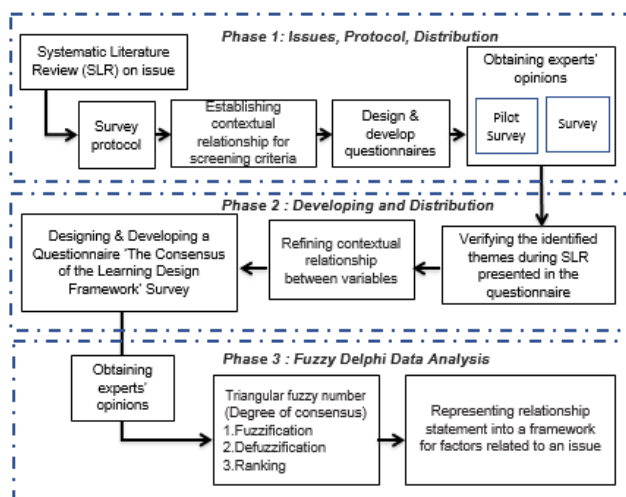 Phase 1: Issues, Protocol, Distribution
Systematic Literature
Review (SLR) on issue
Survey
protocol
Establishing
contextual
relationship for
screening criteria
Design &
develop
questionnaires
Obtaining experts'
opinions
Pilot
Survey
Survey
Phase 2 : Developing and Distribution
Designing & Developing a
Questionnaire 'The Consensus
of the Learning Design
Framework' Survey
Refining contextual
relationship
between variables
Verifying the identified
themes during SLR
presented in the
questionnaire
Phase 3 : Fuzzy Delphi Data Analysis
Obtaining
experts'
opinions
Triangular fuzzy number
(Degree of consensus)
1.Fuzzification
2.Defuzzification
3.Ranking
Representing relationship
statement into a framework
for factors related to an issue